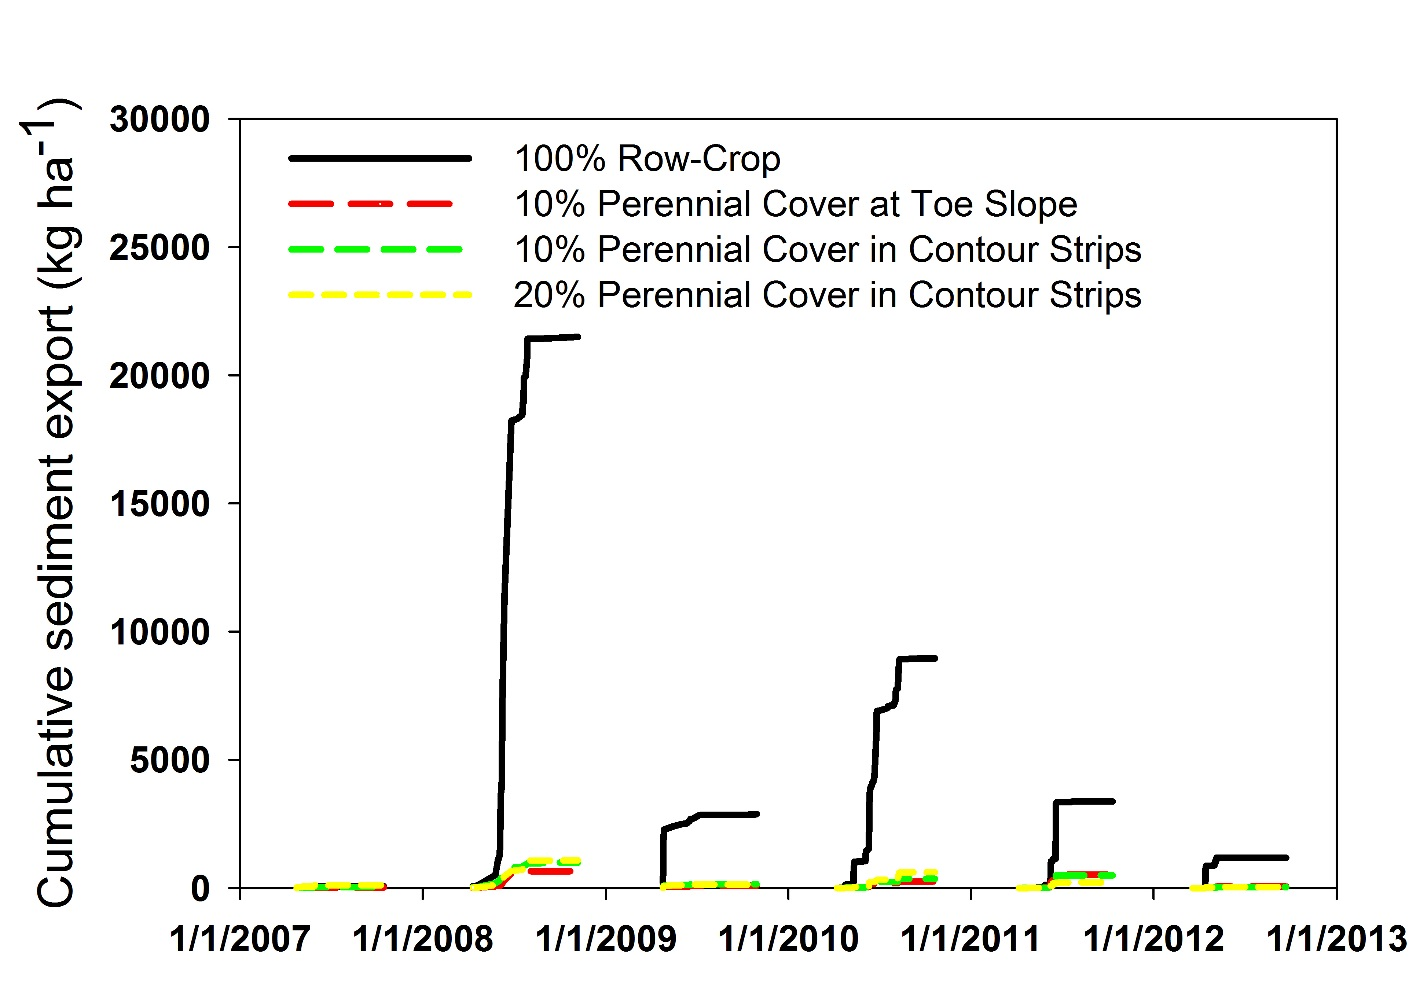 Cumulative sediment export (kg ha⁻¹)
30000
25000
20000
15000
10000
5000
0
100% Row-Crop
10% Perennial Cover at Toe Slope
10% Perennial Cover in Contour Strips
20% Perennial Cover in Contour Strips
1/1/2007 1/1/2008 1/1/2009 1/1/2010 1/1/2011 1/1/2012 1/1/2013